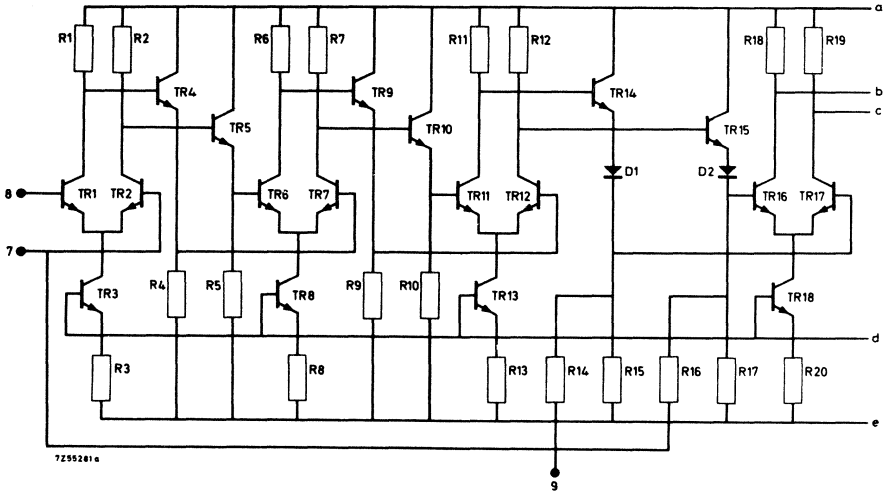 a
R1 R2 R6 R7 R11 R12 R18 R19
TR4 TR9 TR14
b
c
TR5 TR10 TR15
D1 D2
8 TR1 TR2 TR6 TR7 TR11 TR12 TR16 TR17
7
R4 R5 R9 R10
TR3 TR8 TR13 TR18
d
R3 R8 R13 R14 R15 R16 R17 R20
e
7Z55281a
9